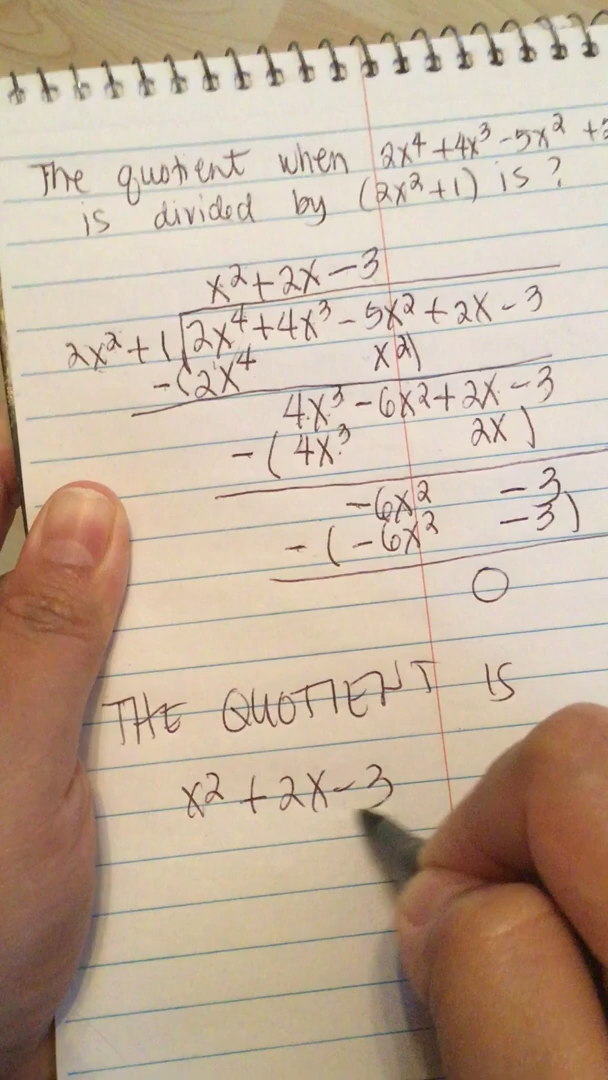 The quotient when 2x⁴ + 4x³ - 5x² +
is divided by (2x² + 1) is ?
x² + 2x - 3
2x² + 1 2x⁴ + 4x³ - 5x² + 2x - 3
-(2x⁴ x²)
4x³ - 6x² + 2x - 3
-(4x³ 2x)
-6x² - 3
-(-6x² - 3)
0
THE QUOTIENT IS
x² + 2x - 3